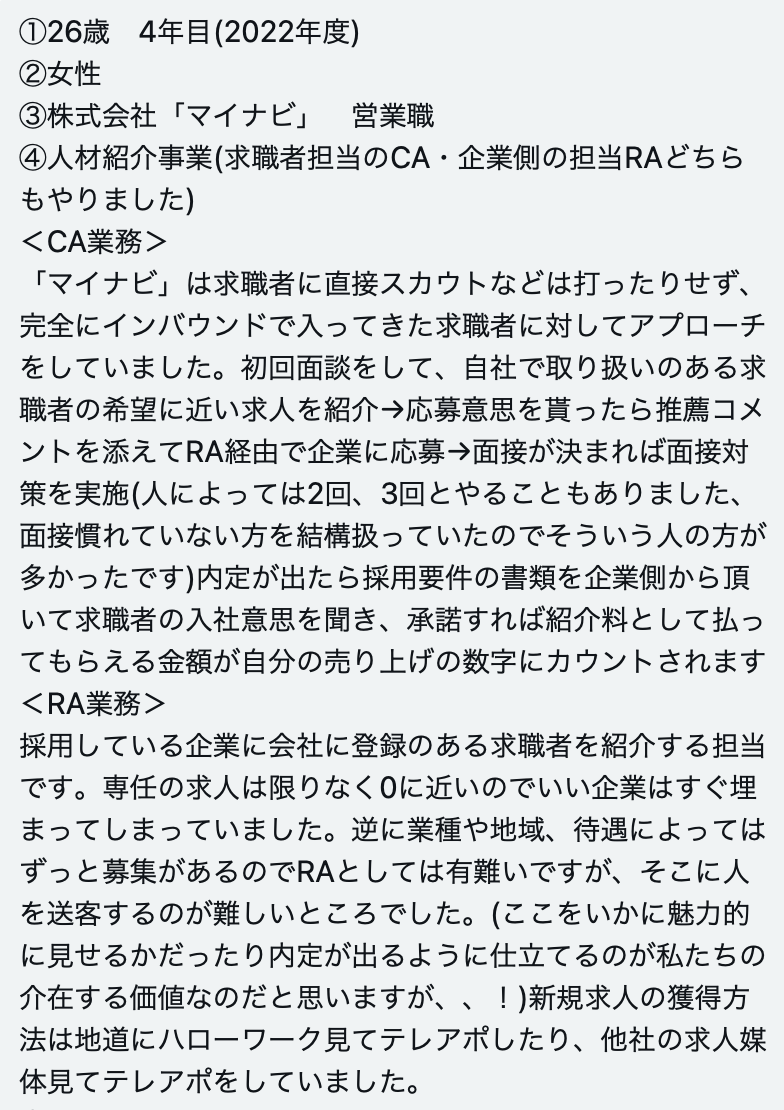 ①26歳　4年目(2022年度)
②女性
③株式会社「マイナビ」　営業職
④人材紹介事業(求職者担当のCA・企業側の担当RAどちら
もやりました)
＜CA業務＞
「マイナビ」は求職者に直接スカウトなどは打ったりせず、
完全にインバウンドで入ってきた求職者に対してアプローチ
をしていました。初回面談をして、自社で取り扱いのある求
職者の希望に近い求人を紹介→応募意思を貰ったら推薦コメ
ントを添えてRA経由で企業に応募→面接が決まれば面接対
策を実施(人によっては2回、3回とやることもありました、
面接慣れていない方を結構扱っていたのでそういう人の方が
多かったです)内定が出たら採用要件の書類を企業側から頂
いて求職者の入社意思を聞き、承諾すれば紹介料として払っ
てもらえる金額が自分の売り上げの数字にカウントされます
＜RA業務＞
採用している企業に会社に登録のある求職者を紹介する担当
です。専任の求人は限りなく0に近いのでいい企業はすぐ埋
まってしまっていました。逆に業種や地域、待遇によっては
ずっと募集があるのでRAとしては有難いですが、そこに人
を送客するのが難しいところでした。(ここをいかに魅力的
に見せるかだったり内定が出るように仕立てるのが私たちの
介在する価値なのだと思いますが、、！)新規求人の獲得方
法は地道にハローワーク見てテレアポしたり、他社の求人媒
体見てテレアポをしていました。